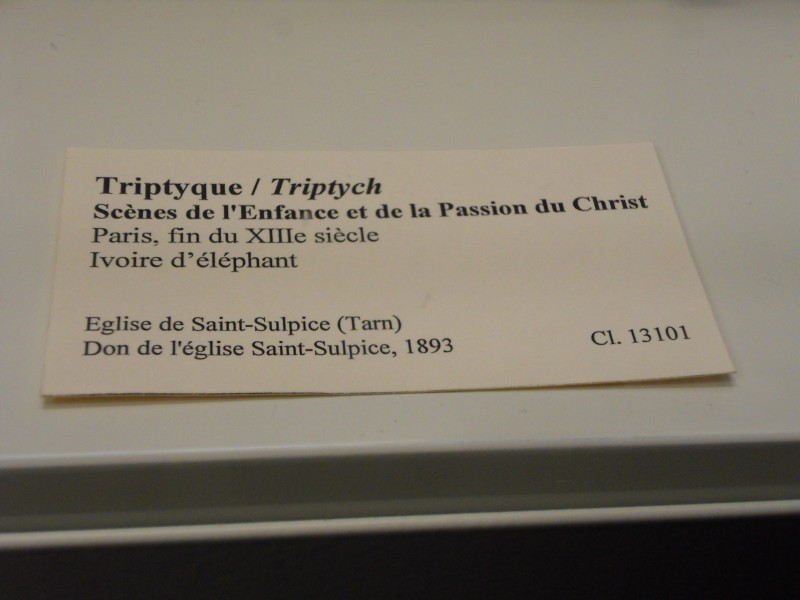 Triptyque / Triptych
Scènes de l'Enfance et de la Passion du Christ
Paris, fin du XIIIe siècle
Ivoire d’éléphant
Eglise de Saint-Sulpice (Tarn)
Don de l'église Saint-Sulpice, 1893
Cl. 13101